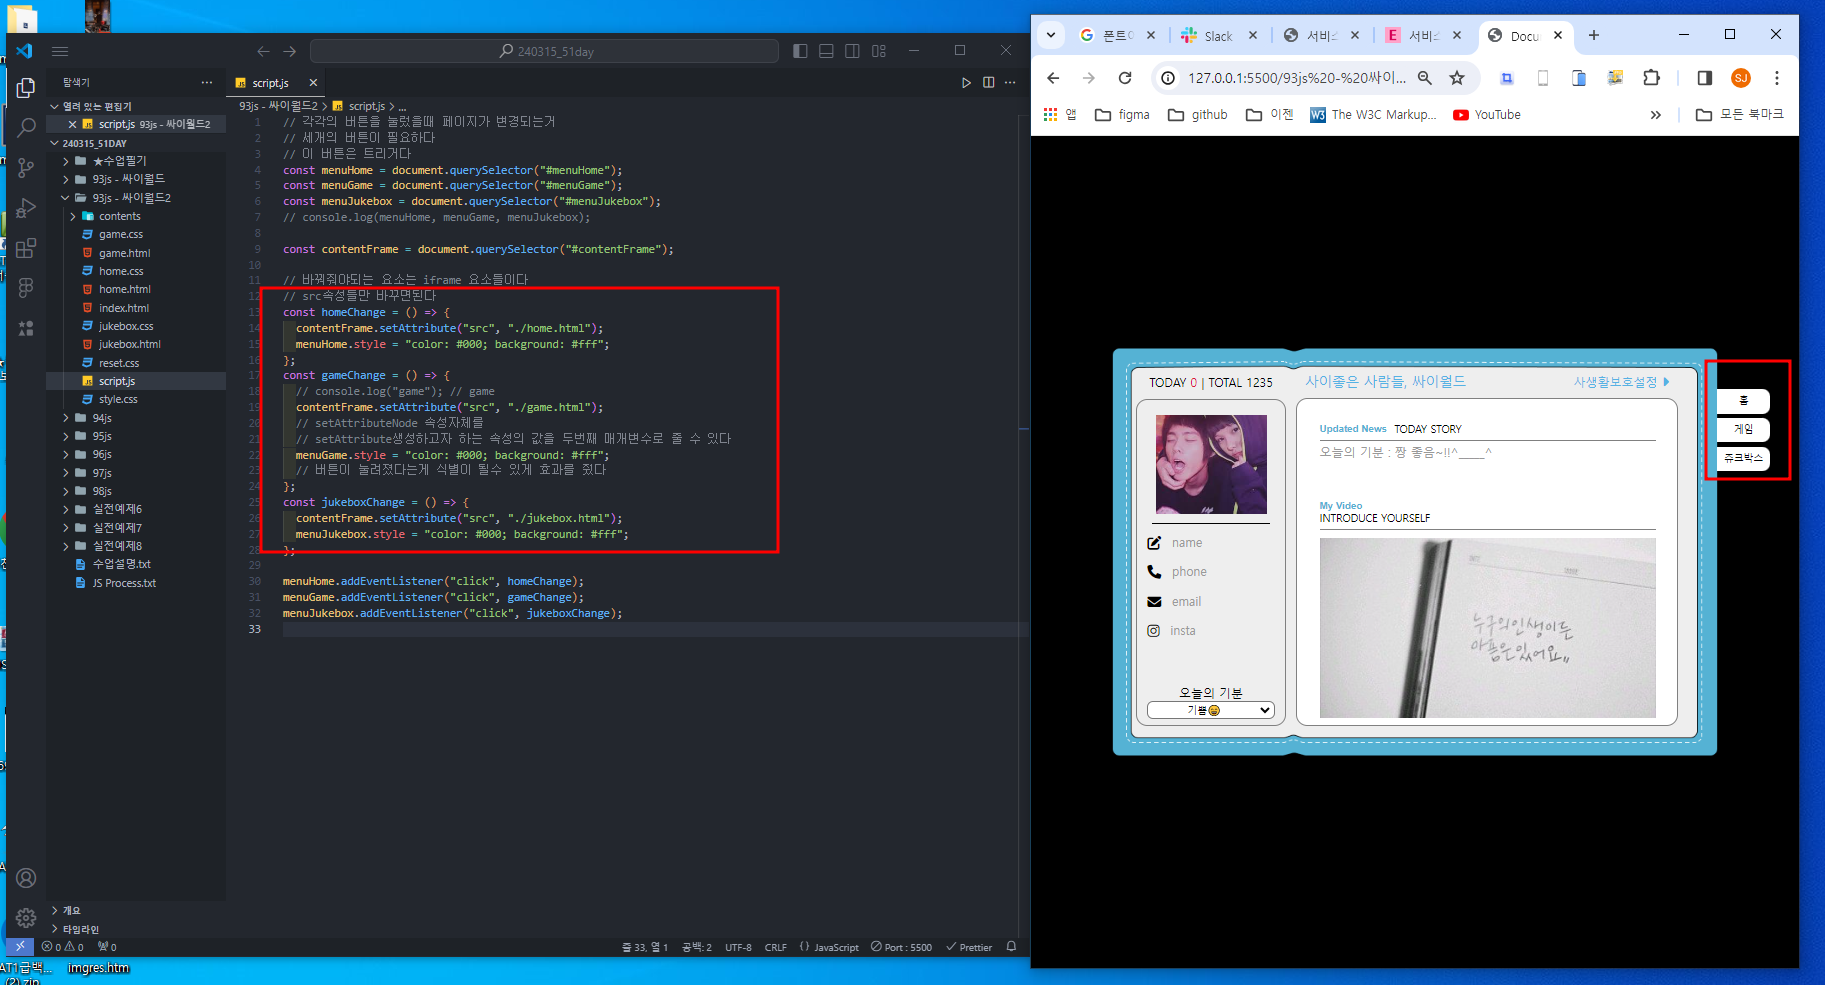 240315_51day
탐색기
열려 있는 편집기
script.js 93js - 싸이월드2
240315_51DAY
★수업필기
93js - 싸이월드
93js - 싸이월드2
contents
game.css
game.html
home.css
home.html
index.html
jukebox.css
jukebox.html
reset.css
script.js
style.css
94js
95js
96js
97js
98js
실전예제6
실전예제7
실전예제8
수업설명.txt
JS Process.txt
개요
타임라인
script.js
93js - 싸이월드2 > script.js > ...
1 // 각각의 버튼을 눌렀을때 페이지가 변경되는거
2 // 세개의 버튼이 필요하다
3 // 이 버튼은 트리거다
4 const menuHome = document.querySelector("#menuHome");
5 const menuGame = document.querySelector("#menuGame");
6 const menuJukebox = document.querySelector("#menuJukebox");
7 // console.log(menuHome, menuGame, menuJukebox);
8
9 const contentFrame = document.querySelector("#contentFrame");
10
11 // 바꿔줘야되는 요소는 iframe 요소들이다
12 // src속성들만 바꾸면된다
13 const homeChange = () => {
14 contentFrame.setAttribute("src", "./home.html");
15 menuHome.style = "color: #000; background: #fff";
16 };
17 const gameChange = () => {
18 // console.log("game"); // game
19 contentFrame.setAttribute("src", "./game.html");
20 // setAttributeNode 속성자체를
21 // setAttribute생성하고자 하는 속성의 값을 두번째 매개변수로 줄 수 있다
22 menuGame.style = "color: #000; background: #fff";
23 // 버튼이 눌려졌다는게 식별이 될수 있게 효과를 줬다
24 };
25 const jukeboxChange = () => {
26 contentFrame.setAttribute("src", "./jukebox.html");
27 menuJukebox.style = "color: #000; background: #fff";
28 };
29
30 menuHome.addEventListener("click", homeChange);
31 menuGame.addEventListener("click", gameChange);
32 menuJukebox.addEventListener("click", jukeboxChange);
33
0 0 0
줄 33, 열 1 공백: 2 UTF-8 CRLF {} JavaScript Port : 5500 Prettier
imgres.htm
Slack
서비스
E 서비스
Docu
127.0.0.1:5500/93js%20-%20싸이...
SJ
앱 figma github 이젠 The W3C Markup... YouTube » 모든 북마크
TODAY 0 | TOTAL 1235
사이좋은 사람들, 싸이월드
사생활보호설정
홈
게임
쥬크박스
Updated News TODAY STORY
오늘의 기분 : 짱 좋음~!!^____^
My Video
INTRODUCE YOURSELF
name
phone
email
insta
오늘의 기분
기쁨😄
누구의인생이든
아픔은있어요,,